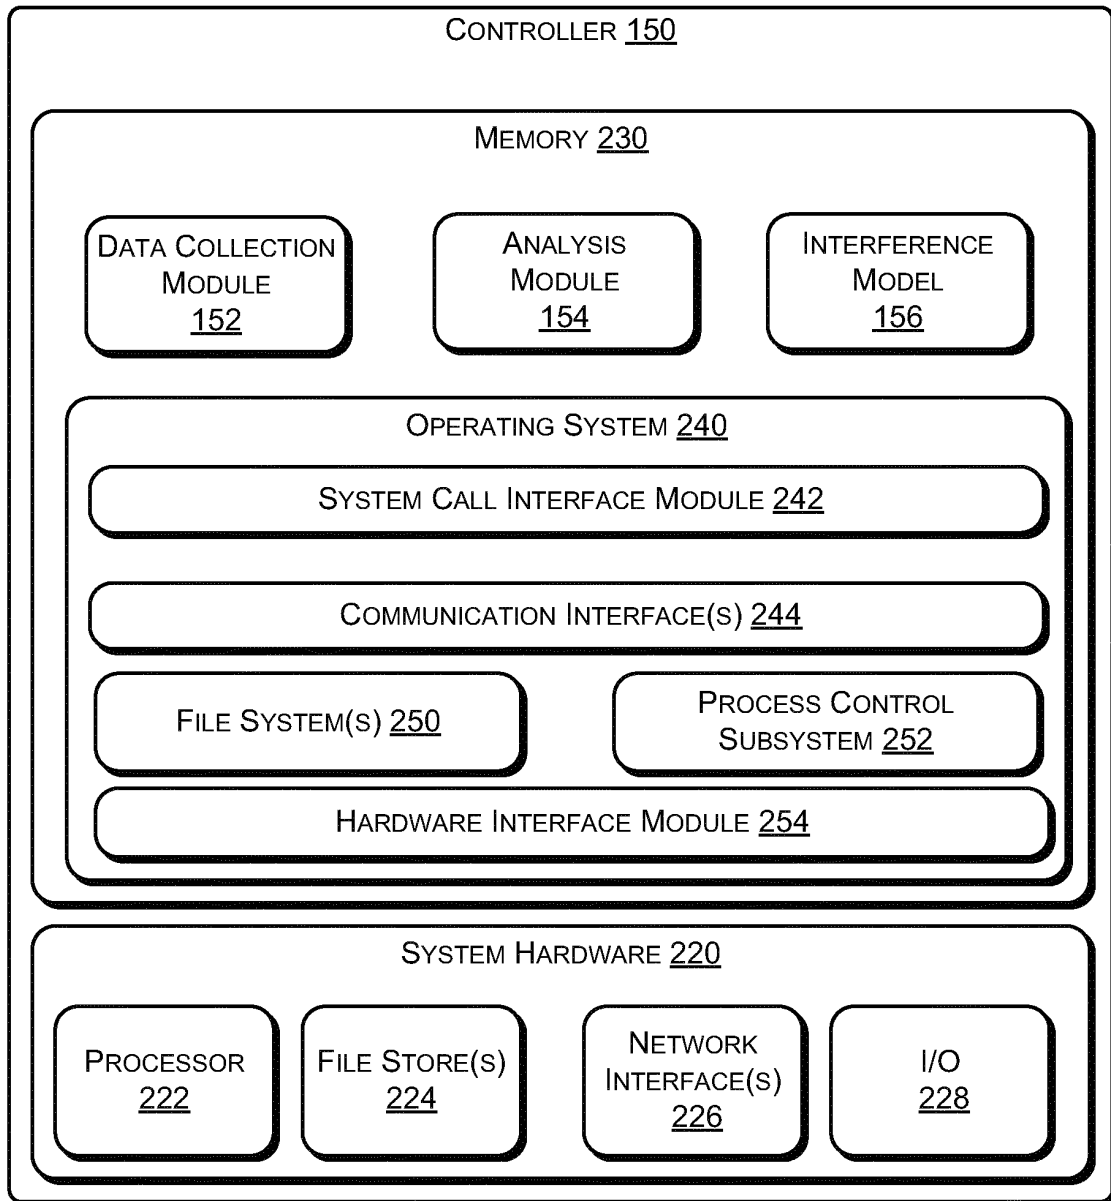 CONTROLLER 150
MEMORY 230
DATA COLLECTION
MODULE
152
ANALYSIS
MODULE
154
INTERFERENCE
MODEL
156
OPERATING SYSTEM 240
SYSTEM CALL INTERFACE MODULE 242
COMMUNICATION INTERFACE(S) 244
FILE SYSTEM(S) 250
PROCESS CONTROL
SUBSYSTEM 252
HARDWARE INTERFACE MODULE 254
SYSTEM HARDWARE 220
PROCESSOR
222
FILE STORE(S)
224
NETWORK
INTERFACE(S)
226
I/O
228